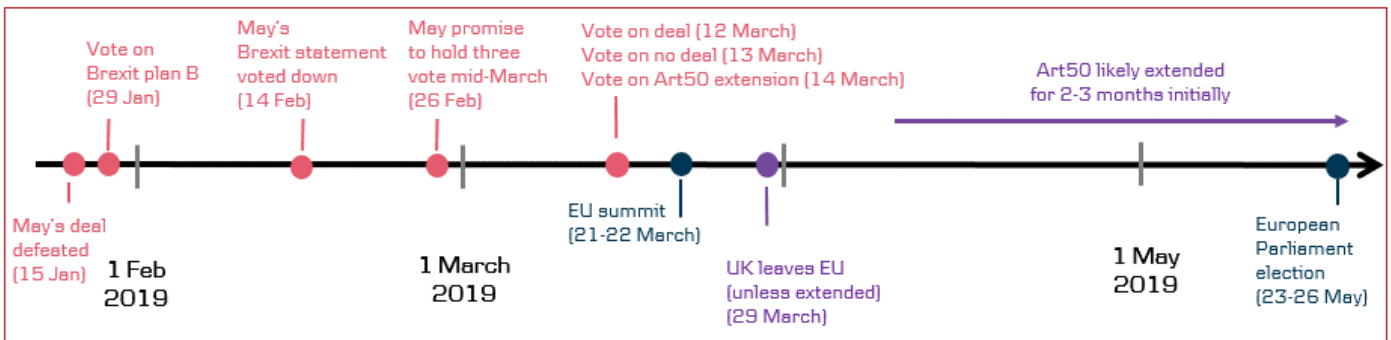 Vote on
Brexit plan B
(29 Jan)
May's
Brexit statement
voted down
(14 Feb)
May promise
to hold three
vote mid-March
(26 Feb)
Vote on deal (12 March)
Vote on no deal (13 March)
Vote on Art50 extension (14 March)
Art50 likely extended
for 2-3 months initially
May's deal
defeated
(15 Jan)
1 Feb
2019
1 March
2019
EU summit
(21-22 March)
UK leaves EU
(unless extended)
(29 March)
1 May
2019
European
Parliament
election
(23-26 May)